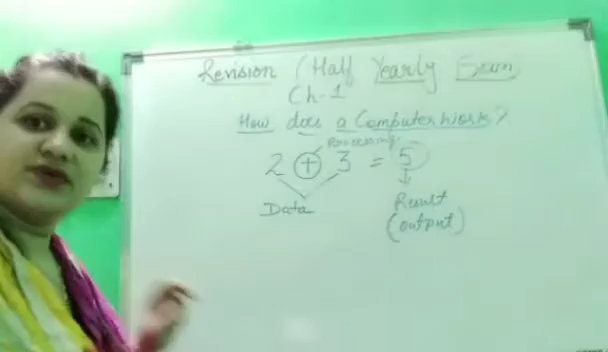 Revision (Half Yearly Exam)
Ch-1
How does a Computer Work?
Processing
2 + 3 = 5
Data
Result
(output)